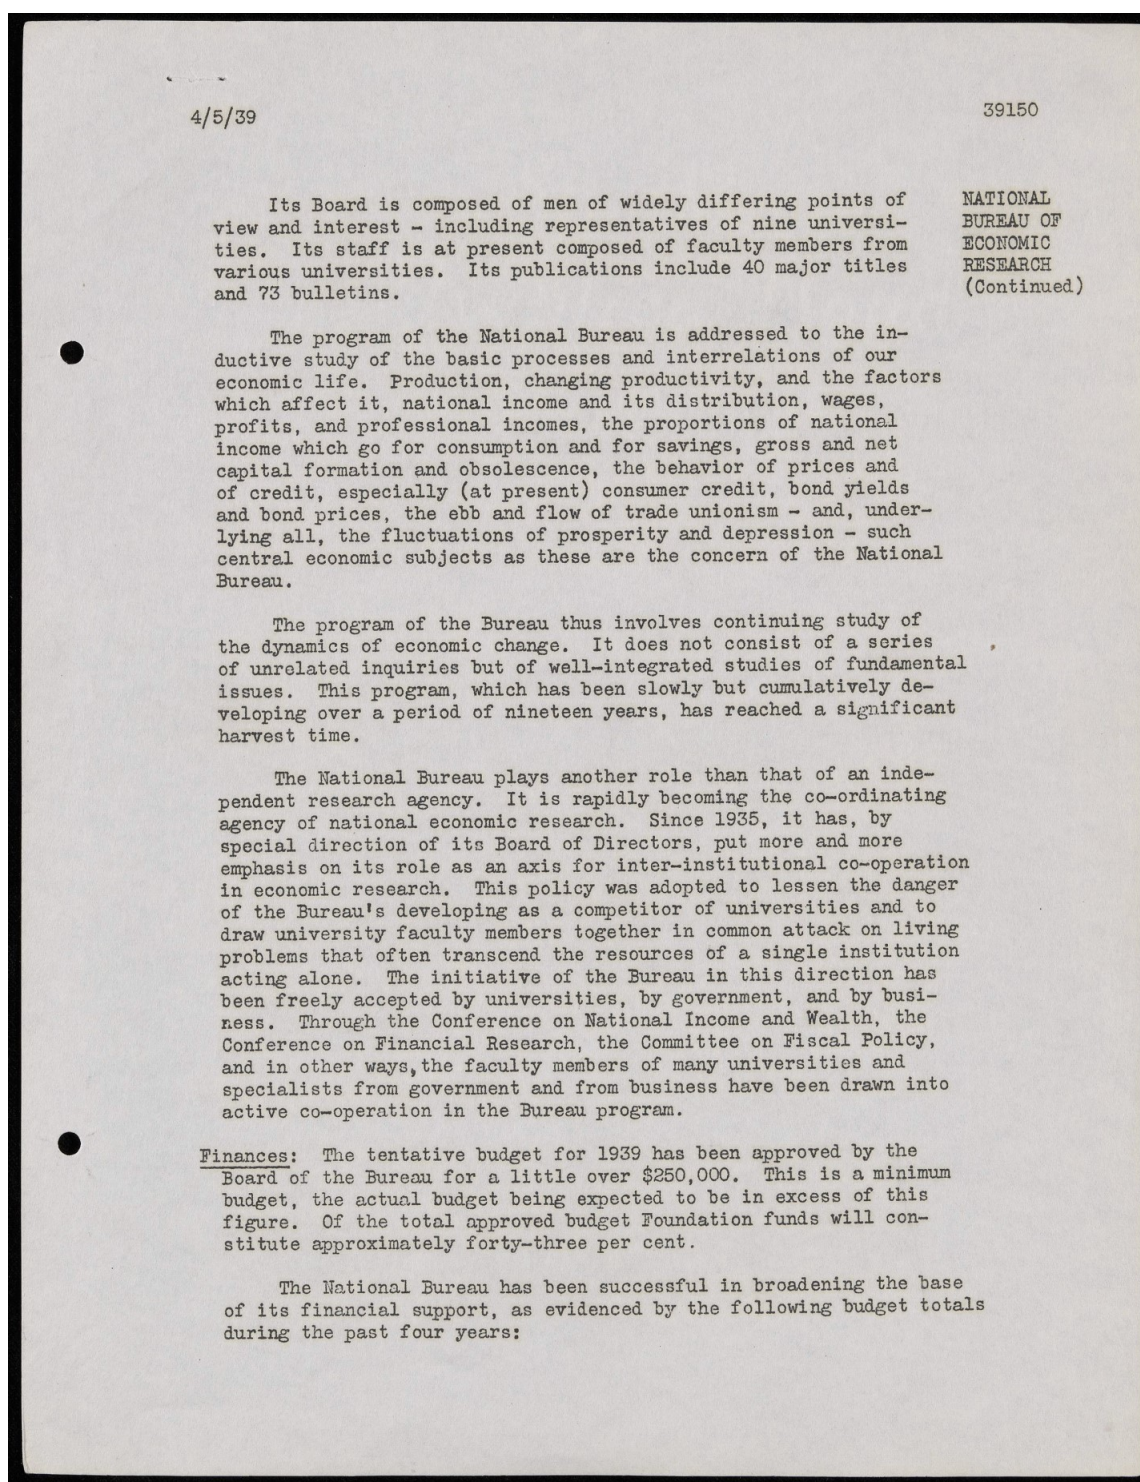 4/5/39
39150
NATIONAL
BUREAU OF
ECONOMIC
RESEARCH
(Continued)
Its Board is composed of men of widely differing points of
view and interest - including representatives of nine universi-
ties. Its staff is at present composed of faculty members from
various universities. Its publications include 40 major titles
and 73 bulletins.
The program of the National Bureau is addressed to the in-
ductive study of the basic processes and interrelations of our
economic life. Production, changing productivity, and the factors
which affect it, national income and its distribution, wages,
profits, and professional incomes, the proportions of national
income which go for consumption and for savings, gross and net
capital formation and obsolescence, the behavior of prices and
of credit, especially (at present) consumer credit, bond yields
and bond prices, the ebb and flow of trade unionism - and, under-
lying all, the fluctuations of prosperity and depression - such
central economic subjects as these are the concern of the National
Bureau.
The program of the Bureau thus involves continuing study of
the dynamics of economic change. It does not consist of a series
of unrelated inquiries but of well-integrated studies of fundamental
issues. This program, which has been slowly but cumulatively de-
veloping over a period of nineteen years, has reached a significant
harvest time.
The National Bureau plays another role than that of an inde-
pendent research agency. It is rapidly becoming the co-ordinating
agency of national economic research. Since 1935, it has, by
special direction of its Board of Directors, put more and more
emphasis on its role as an axis for inter-institutional co-operation
in economic research. This policy was adopted to lessen the danger
of the Bureau's developing as a competitor of universities and to
draw university faculty members together in common attack on living
problems that often transcend the resources of a single institution
acting alone. The initiative of the Bureau in this direction has
been freely accepted by universities, by government, and by busi-
ness. Through the Conference on National Income and Wealth, the
Conference on Financial Research, the Committee on Fiscal Policy,
and in other ways, the faculty members of many universities and
specialists from government and from business have been drawn into
active co-operation in the Bureau program.
Finances: The tentative budget for 1939 has been approved by the
Board of the Bureau for a little over $250,000. This is a minimum
budget, the actual budget being expected to be in excess of this
figure. Of the total approved budget Foundation funds will con-
stitute approximately forty-three per cent.
The National Bureau has been successful in broadening the base
of its financial support, as evidenced by the following budget totals
during the past four years: